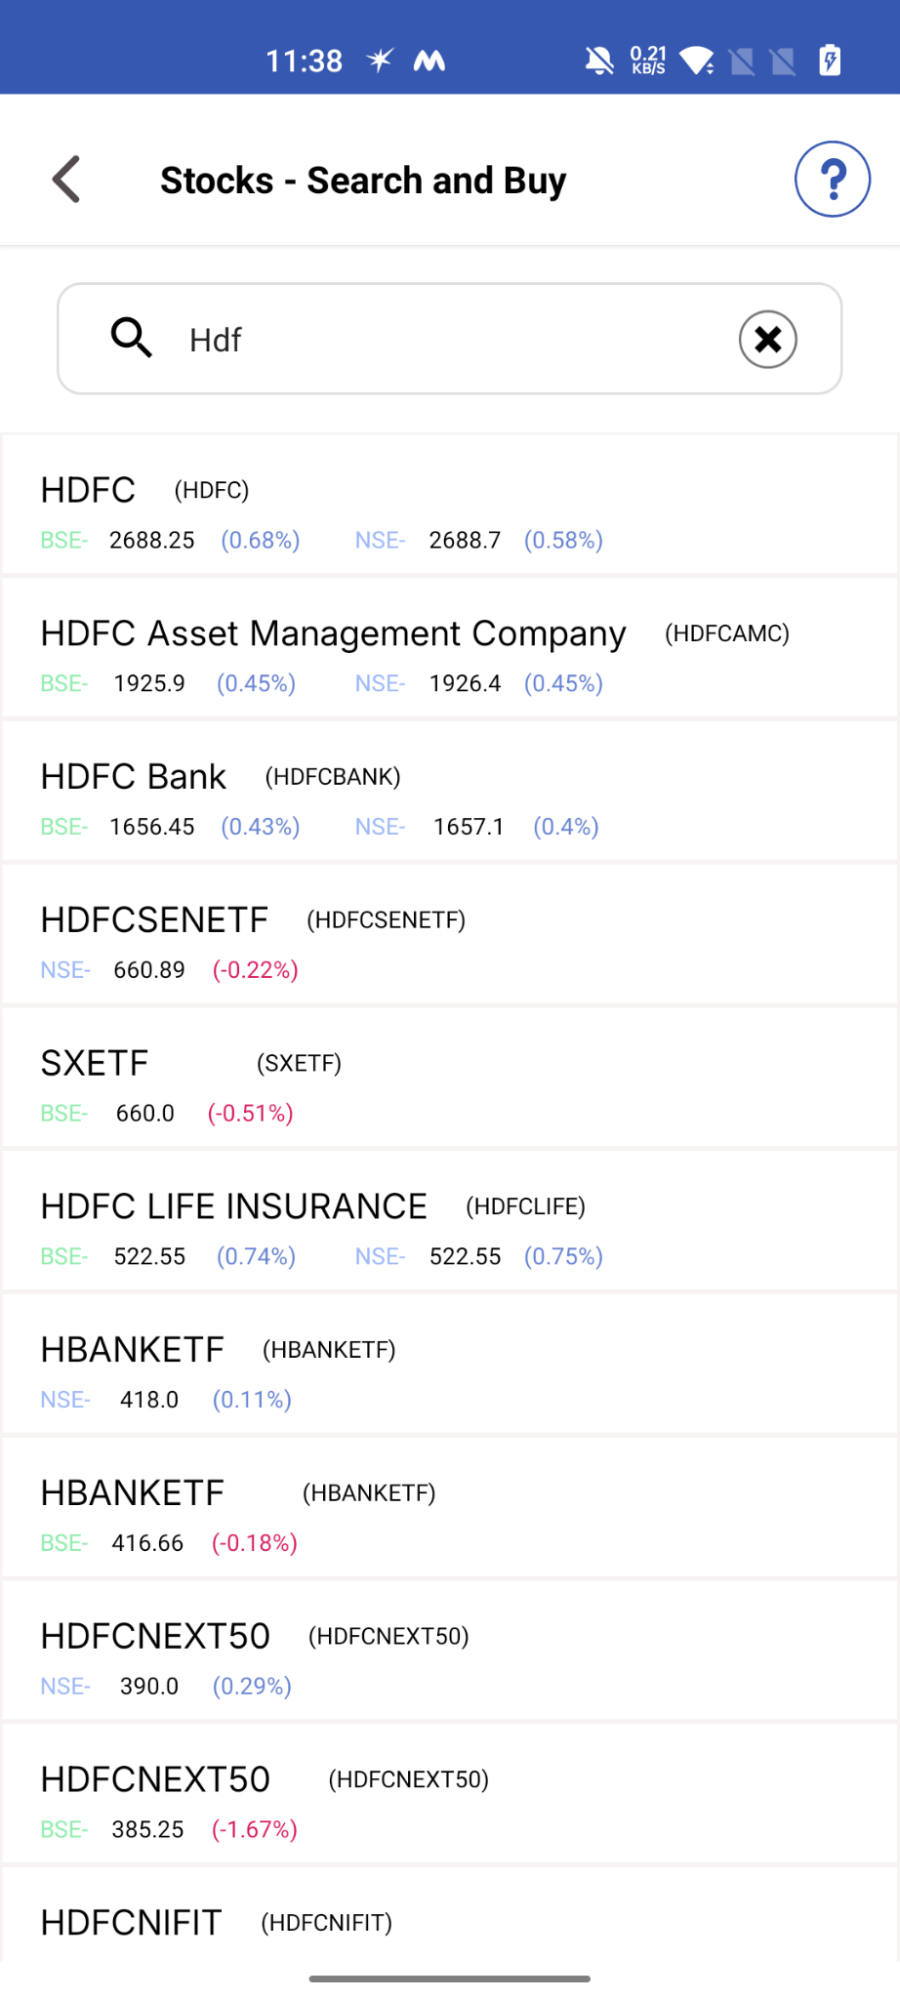 11:38 0.21 KB/S
Stocks - Search and Buy ?
Hdf
HDFC (HDFC)
BSE- 2688.25 (0.68%) NSE- 2688.7 (0.58%)
HDFC Asset Management Company (HDFCAMC)
BSE- 1925.9 (0.45%) NSE- 1926.4 (0.45%)
HDFC Bank (HDFCBANK)
BSE- 1656.45 (0.43%) NSE- 1657.1 (0.4%)
HDFCSENETF (HDFCSENETF)
NSE- 660.89 (-0.22%)
SXETF (SXETF)
BSE- 660.0 (-0.51%)
HDFC LIFE INSURANCE (HDFCLIFE)
BSE- 522.55 (0.74%) NSE- 522.55 (0.75%)
HBANKETF (HBANKETF)
NSE- 418.0 (0.11%)
HBANKETF (HBANKETF)
BSE- 416.66 (-0.18%)
HDFCNEXT50 (HDFCNEXT50)
NSE- 390.0 (0.29%)
HDFCNEXT50 (HDFCNEXT50)
BSE- 385.25 (-1.67%)
HDFCNIFIT (HDFCNIFIT)